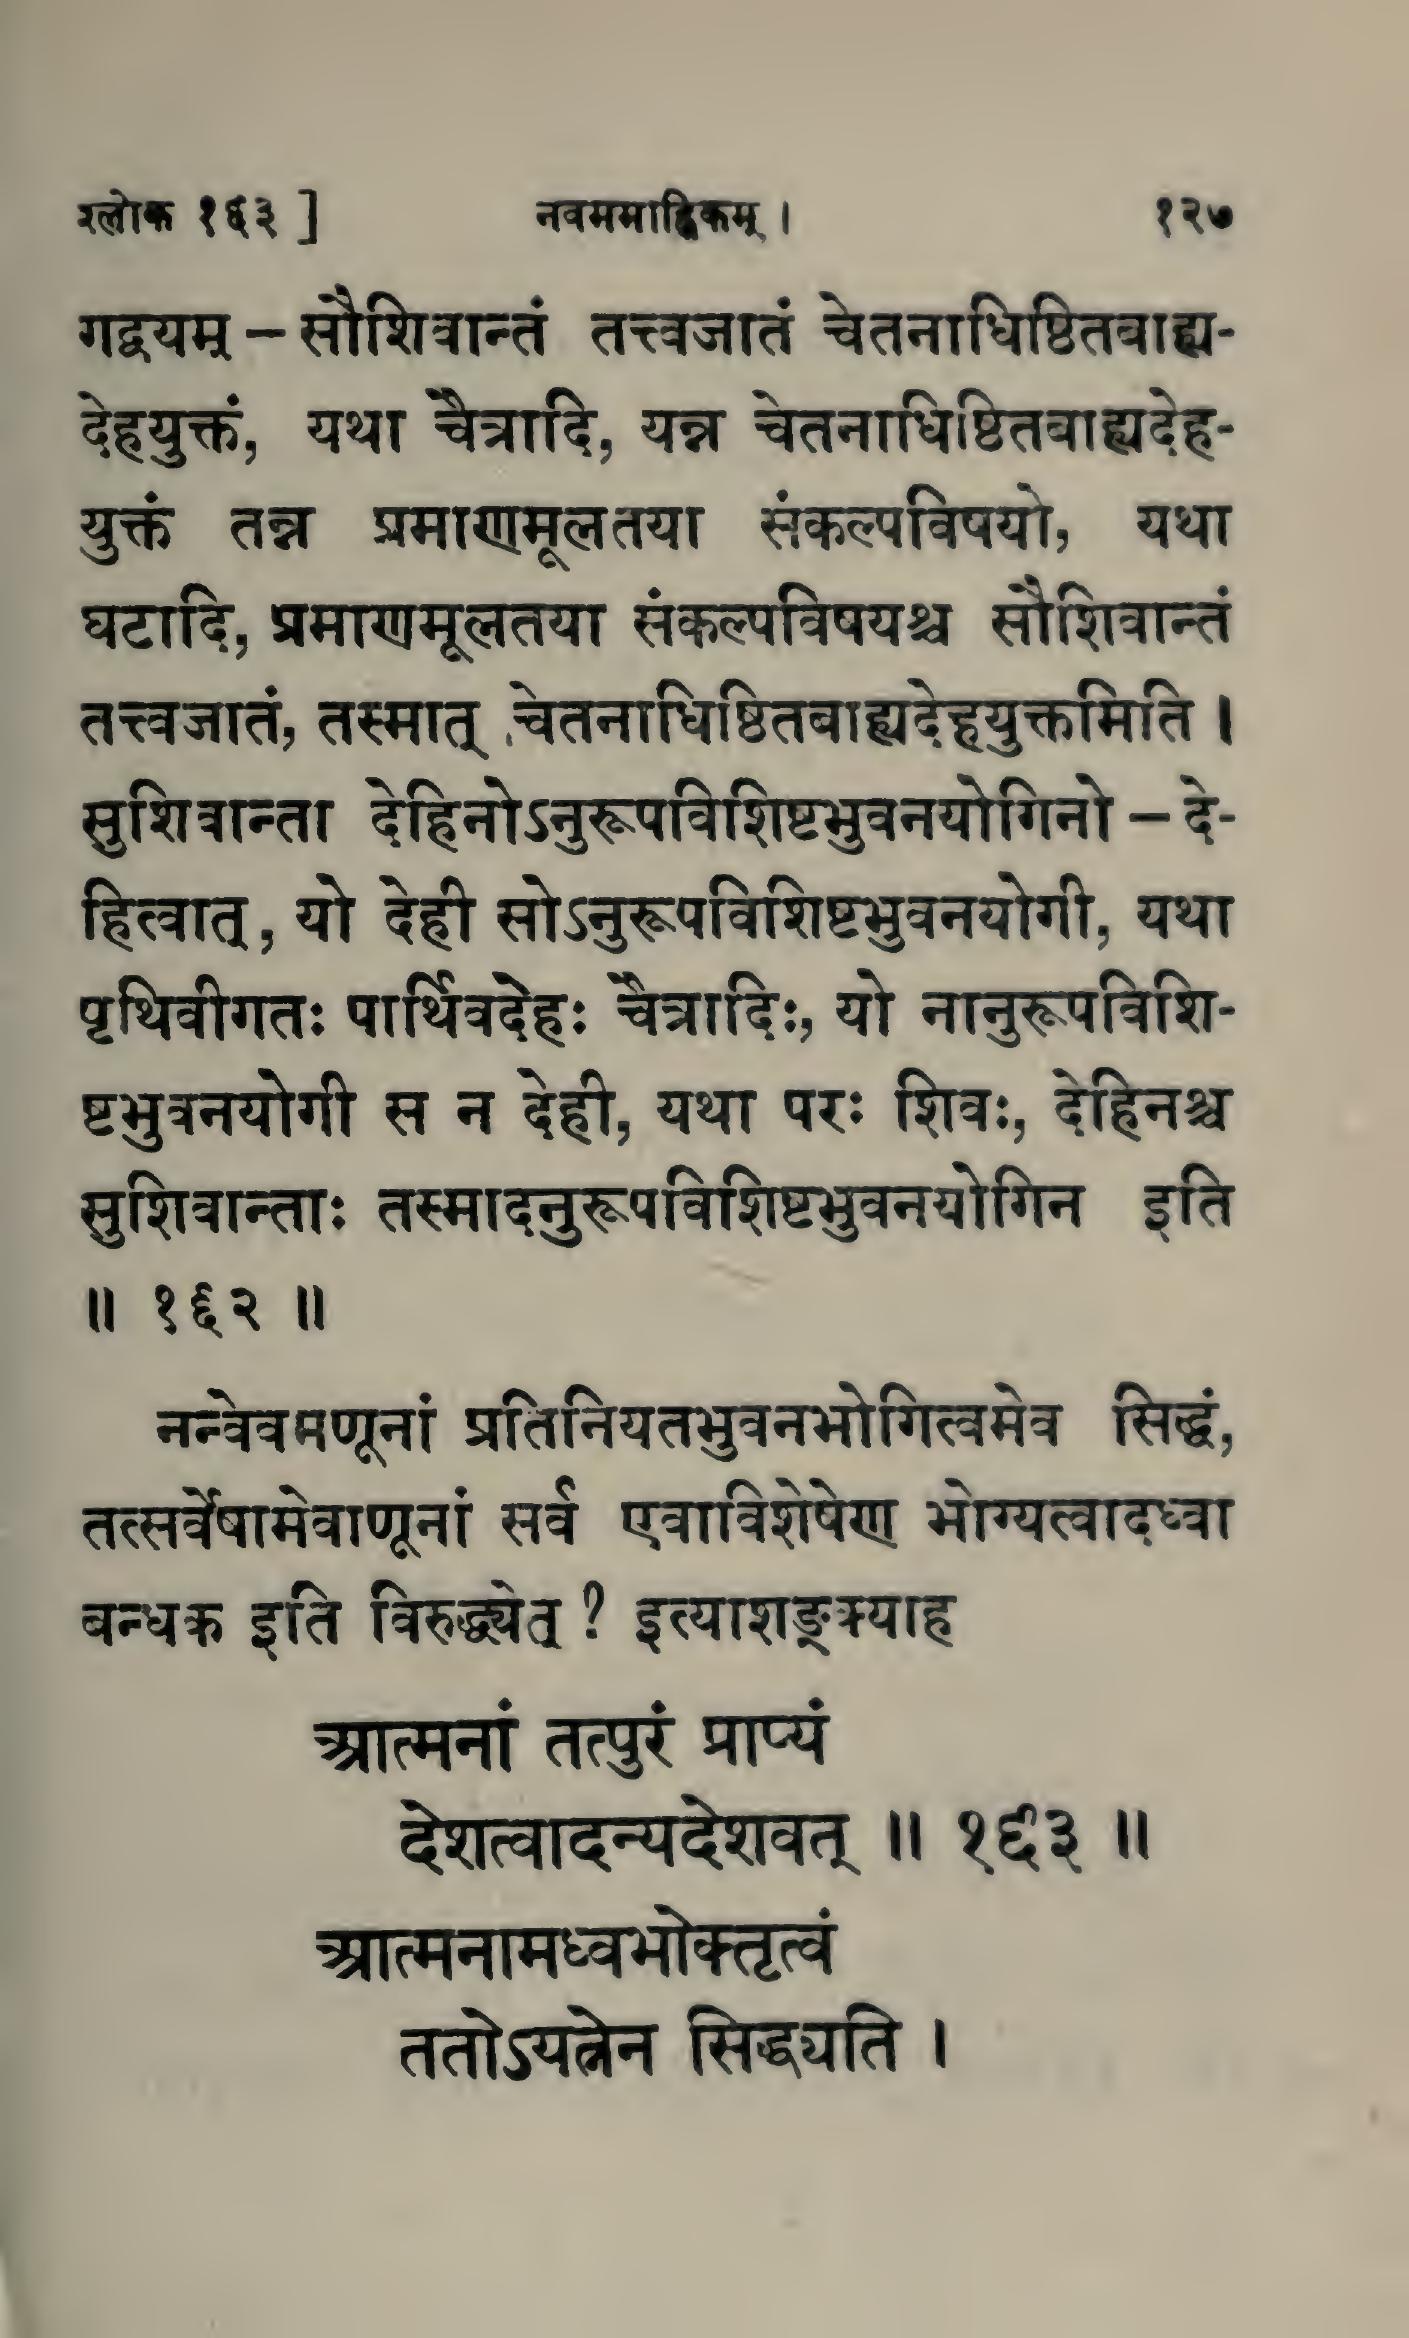 श्लोक १६३ ] नवममाह्निकम् । १२७
गद्वयम् – सौशिवान्तं तत्त्वजातं चेतनाधिष्ठितबाह्य-
देहयुक्तं, यथा चैत्रादि, यन्न चेतनाधिष्ठितबाह्यदेह-
युक्तं तन्न प्रमाणमूलतया संकल्पविषयो, यथा
घटादि, प्रमाणमूलतया संकल्पविषयश्च सौशिवान्तं
तत्त्वजातं, तस्मात् चेतनाधिष्ठितबाह्यदेहयुक्तमिति ।
सुशिवान्ता देहिनोऽनुरूपविशिष्टभुवनयोगिनो – दे-
हित्वात्, यो देही सोऽनुरूपविशिष्टभुवनयोगी, यथा
पृथिवीगतः पार्थिवदेहः चैत्रादिः, यो नानुरूपविशि-
ष्टभुवनयोगी स न देही, यथा परः शिवः, देहिनश्च
सुशिवान्ताः तस्मादनुरूपविशिष्टभुवनयोगिन इति
॥ १६२ ॥
नन्वेवमणूनां प्रतिनियतभुवनभोगित्वमेव सिद्धं,
तत्सर्वेषामेवाणूनां सर्व एवाविशेषेण भोग्यत्वादध्वा
बन्धक इति विरुद्ध्येत् ? इत्याशङ्क्याह
आत्मनां तत्पुरं प्राप्यं
देशत्वादन्यदेशवत् ॥ १६३ ॥
आत्मनामध्वभोक्तृत्वं
ततोऽयत्नेन सिद्ध्यति ।